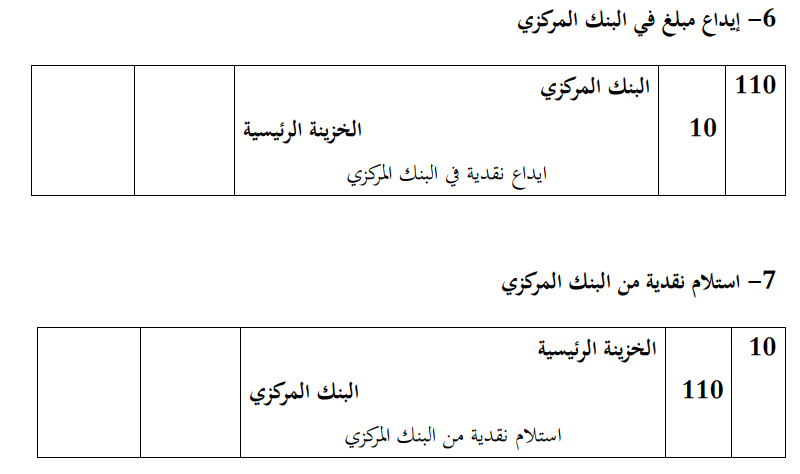 6- إيداع مبلغ في البنك المركزي
110 البنك المركزي
10 الخزينة الرئيسية
ايداع نقدية في البنك المركزي
7- استلام نقدية من البنك المركزي
10 الخزينة الرئيسية
110 البنك المركزي
استلام نقدية من البنك المركزي